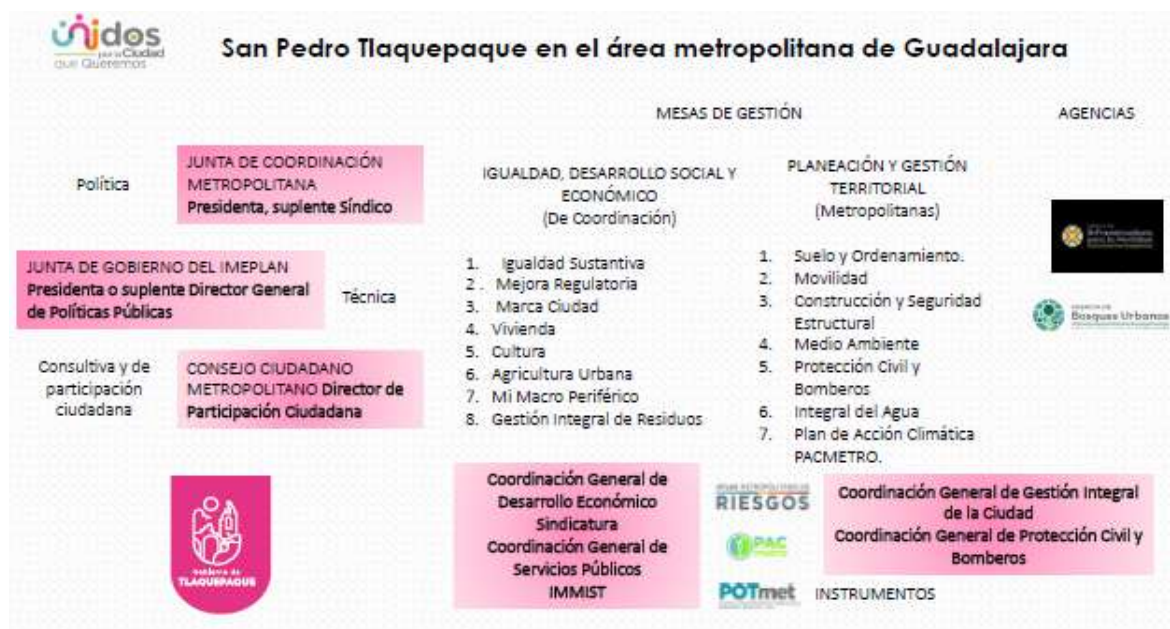 Unidos
por la Ciudad
que Queremos
San Pedro Tlaquepaque en el área metropolitana de Guadalajara
MESAS DE GESTIÓN
AGENCIAS
Política
JUNTA DE COORDINACIÓN
METROPOLITANA
Presidenta, suplente Síndico
JUNTA DE GOBIERNO DEL IMEPLAN
Presidenta o suplente Director General
de Políticas Públicas
Técnica
Consultiva y de
participación
ciudadana
CONSEJO CIUDADANO
METROPOLITANO Director de
Participación Ciudadana
IGUALDAD, DESARROLLO SOCIAL Y
ECONÓMICO
(De Coordinación)
1. Igualdad Sustantiva
2. Mejora Regulatoria
3. Marca Ciudad
4. Vivienda
5. Cultura
6. Agricultura Urbana
7. Mi Macro Periférico
8. Gestión Integral de Residuos
PLANEACIÓN Y GESTIÓN
TERRITORIAL
(Metropolitanas)
1. Suelo y Ordenamiento.
2. Movilidad
3. Construcción y Seguridad
Estructural
4. Medio Ambiente
5. Protección Civil y
Bomberos
6. Integral del Agua
7. Plan de Acción Climática
PACMETRO.
Bosques Urbanos
Coordinación General de
Desarrollo Económico
Sindicatura
Coordinación General de
Servicios Públicos
IMMIST
RIESGOS
PAC
POTmet
INSTRUMENTOS
Coordinación General de Gestión Integral
de la Ciudad
Coordinación General de Protección Civil y
Bomberos
Gobierno de
TLAQUEPAQUE